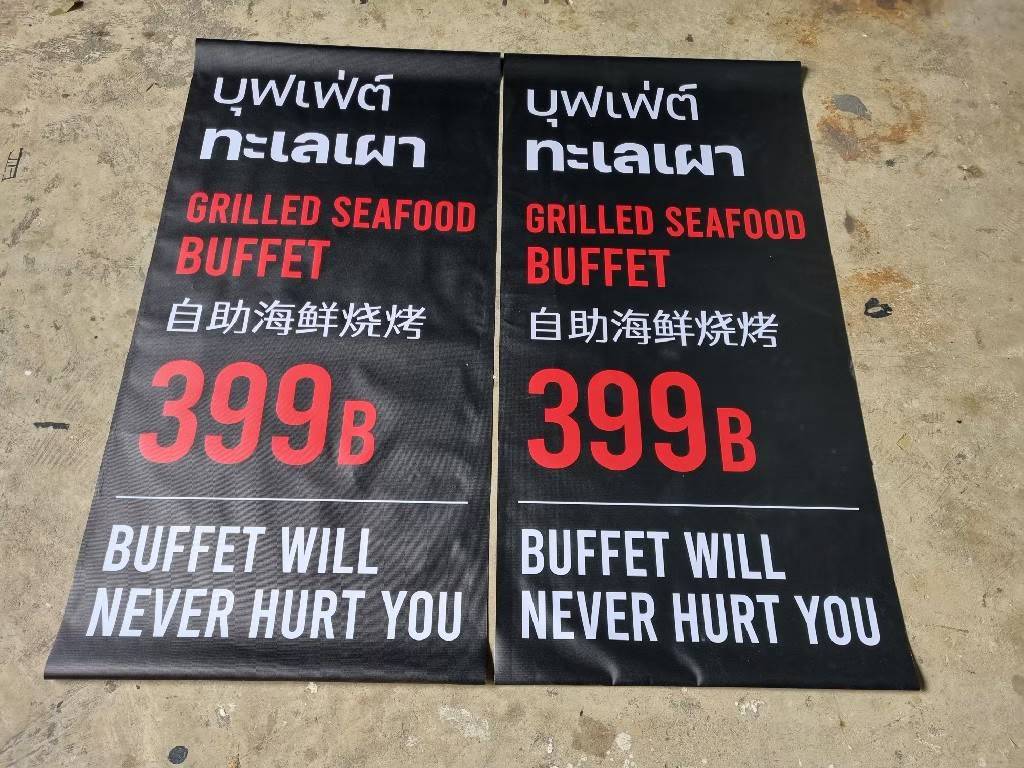 บุฟเฟ่ต์
ทะเลเผา
GRILLED SEAFOOD
BUFFET
自助海鲜烧烤
399B
BUFFET WILL
NEVER HURT YOU
บุฟเฟ่ต์
ทะเลเผา
GRILLED SEAFOOD
BUFFET
自助海鲜烧烤
399B
BUFFET WILL
NEVER HURT YOU